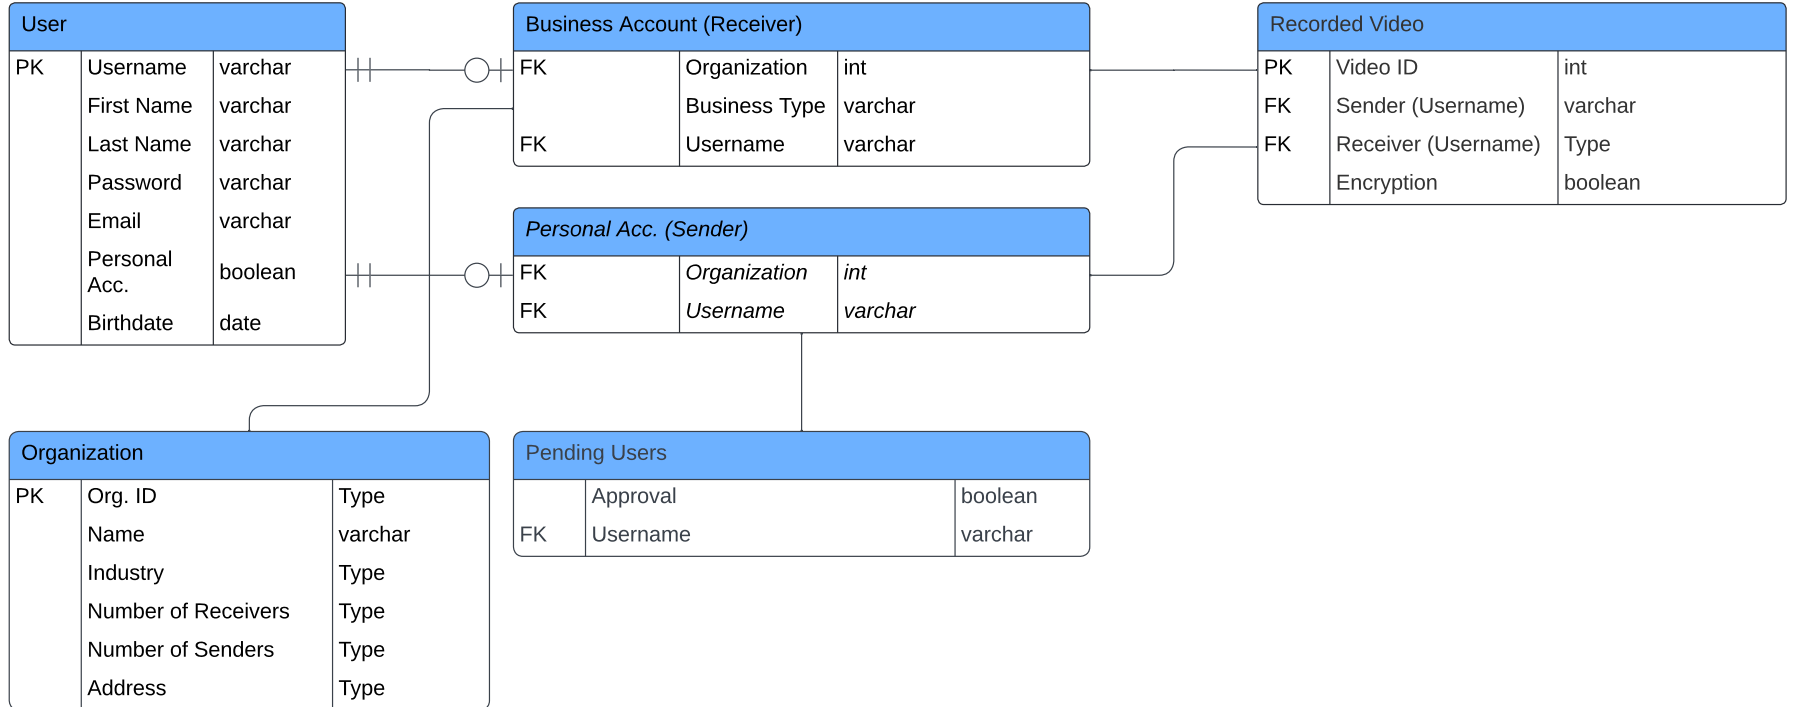 User
PK Username varchar
First Name varchar
Last Name varchar
Password varchar
Email varchar
Personal
Acc. boolean
Birthdate date
Business Account (Receiver)
FK Organization int
Business Type varchar
FK Username varchar
Recorded Video
PK Video ID int
FK Sender (Username) varchar
FK Receiver (Username) Type
Encryption boolean
Personal Acc. (Sender)
FK Organization int
FK Username varchar
Organization
PK Org. ID Type
Name varchar
Industry Type
Number of Receivers Type
Number of Senders Type
Address Type
Pending Users
Approval boolean
FK Username varchar